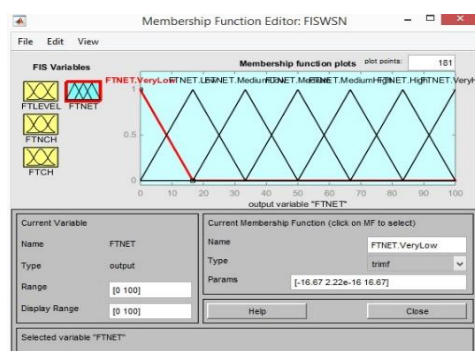 Membership Function Editor: FISWSN
File Edit View
FIS Variables
FTLEVEL FTNET
FTNCH
FTCH
Membership function plots plot points: 181
FTNET.VeryLow
1
0.5
0
0 10 20 30 40 50 60 70 80 90 100
output variable "FTNET"
Current Variable
Name FTNET
Type output
Range [0 100]
Display Range [0 100]
Current Membership Function (click on MF to select)
Name FTNET.VeryLow
Type trimf
Params [-16.67 2.22e-16 16.67]
Help Close
Selected variable "FTNET"